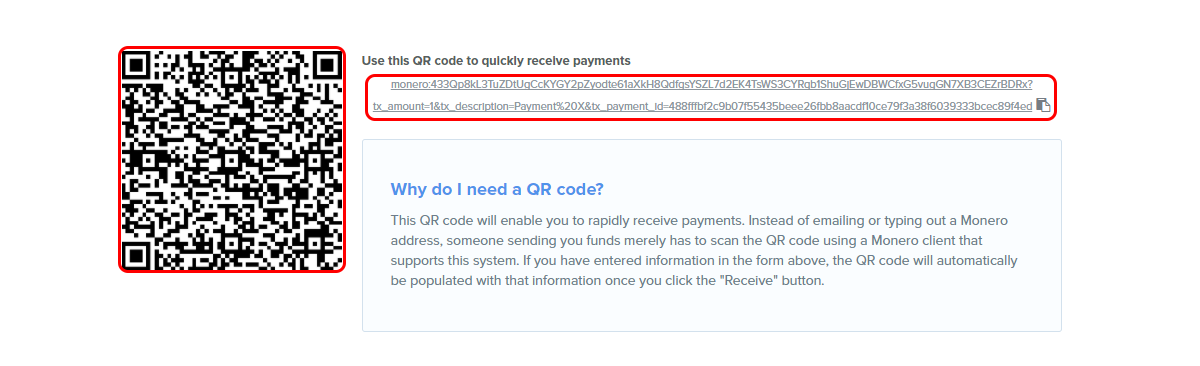 Use this QR code to quickly receive payments
monero:433Qp8kL3TuZDtUgCcKYGY2pZyodte61aXkH8QdfqsYSZL7d2EK4TsWS3CYRgb1ShuGjEwDBWCfxG5vuqGN7XB3CEZrBDRx?
tx_amount=1&tx_description=Payment%20X&tx_payment_id=488fffbf2c9b07f55435beee26fbb8aacdf10ce79f3a38f6039333bcec89f4ed
Why do I need a QR code?
This QR code will enable you to rapidly receive payments. Instead of emailing or typing out a Monero
address, someone sending you funds merely has to scan the QR code using a Monero client that
supports this system. If you have entered information in the form above, the QR code will automatically
be populated with that information once you click the "Receive" button.